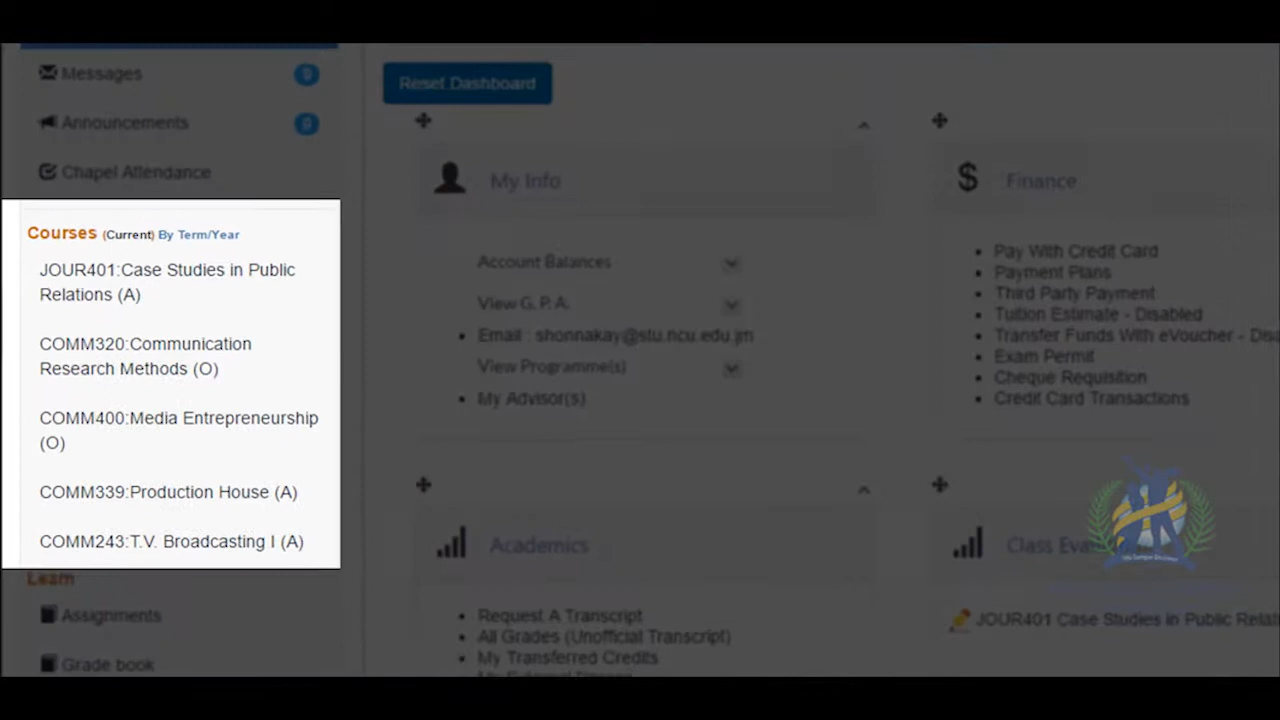 Messages 9
Announcements 9
Chapel Attendance
Courses (Current) By Term/Year
JOUR401:Case Studies in Public
Relations (A)
COMM320:Communication
Research Methods (O)
COMM400:Media Entrepreneurship
(O)
COMM339:Production House (A)
COMM243:T.V. Broadcasting I (A)
Learn
Assignments
Grade book
Reset Dashboard
My Info
Account Balances
View G. P. A.
Email : shonnakay@stu.ncu.edu.jm
View Programme(s)
My Advisor(s)
Academics
Request A Transcript
All Grades (Unofficial Transcript)
My Transferred Credits
$ Finance
Pay With Credit Card
Payment Plans
Third Party Payment
Tuition Estimate - Disabled
Transfer Funds With eVoucher - Disa
Exam Permit
Cheque Requisition
Credit Card Transactions
Class Eva
JOUR401 Case Studies in Public Relat